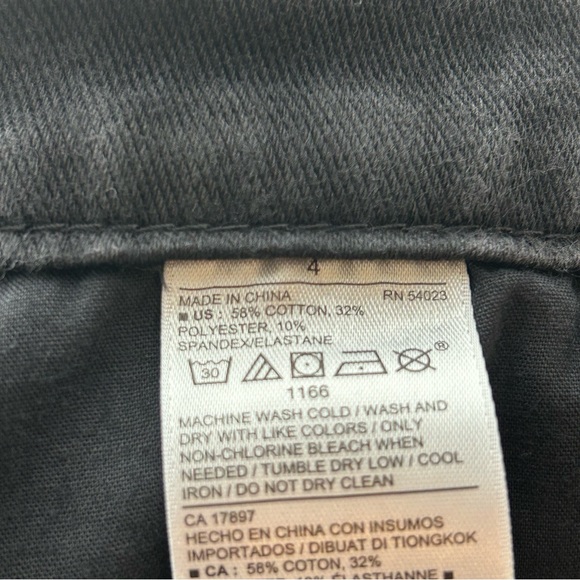 4
MADE IN CHINA RN 54023
■ US : 58% COTTON, 32%
POLYESTER, 10%
SPANDEX/ELASTANE
30 ®
1166
MACHINE WASH COLD / WASH AND
DRY WITH LIKE COLORS / ONLY
NON-CHLORINE BLEACH WHEN
NEEDED / TUMBLE DRY LOW / COOL
IRON / DO NOT DRY CLEAN
CA 17897
HECHO EN CHINA CON INSUMOS
IMPORTADOS / DIBUAT DI TIONGKOK
■ CA : 58% COTTON, 32%